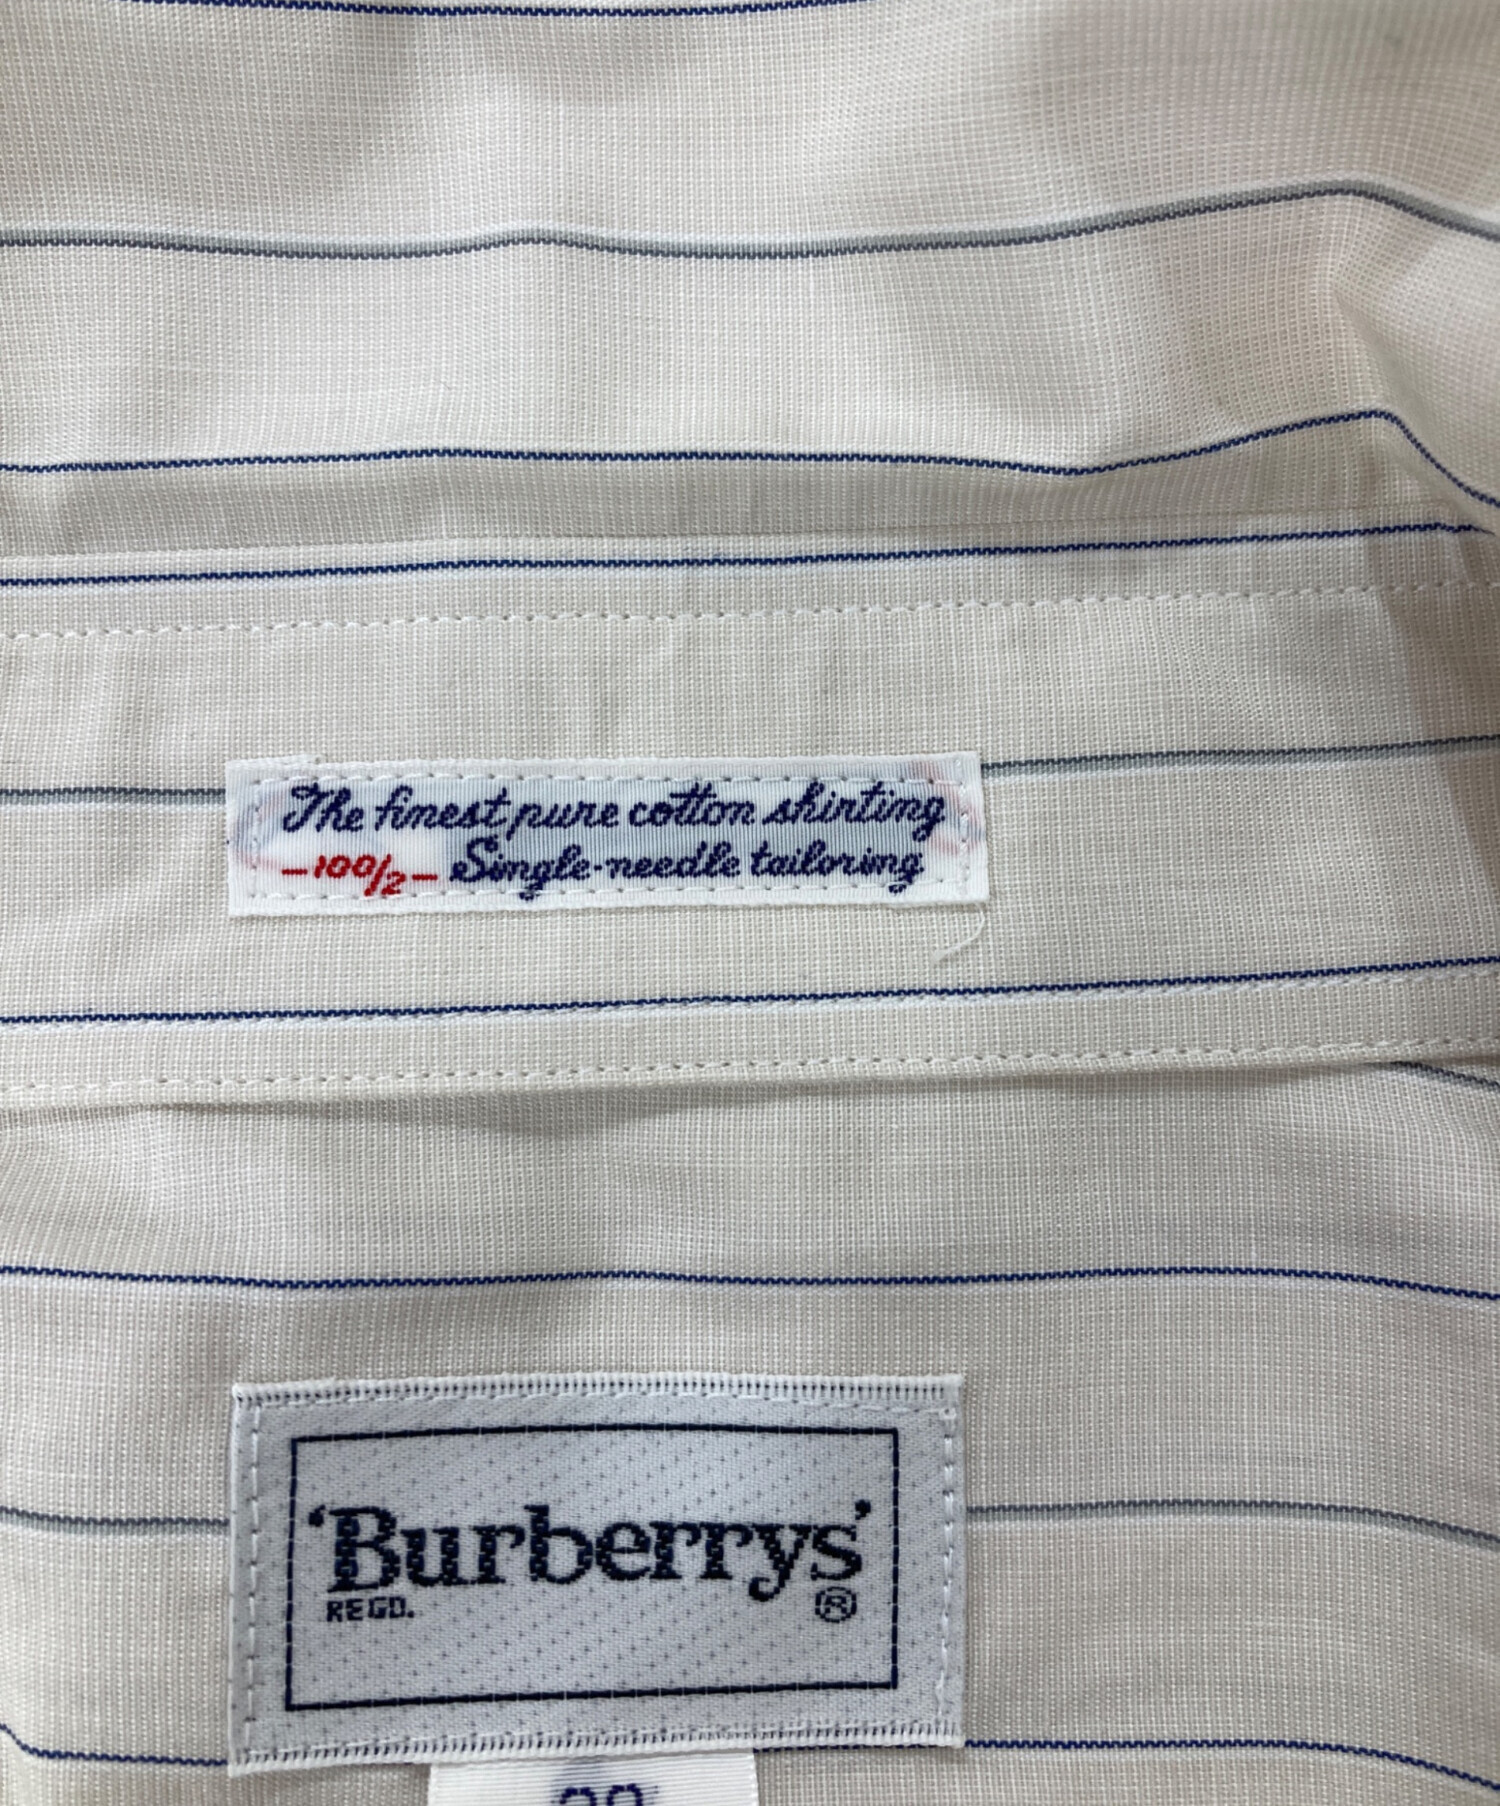 The finest pure cotton shirting
-100/2- Single-needle tailoring
'Burberrys'
REGD. ®